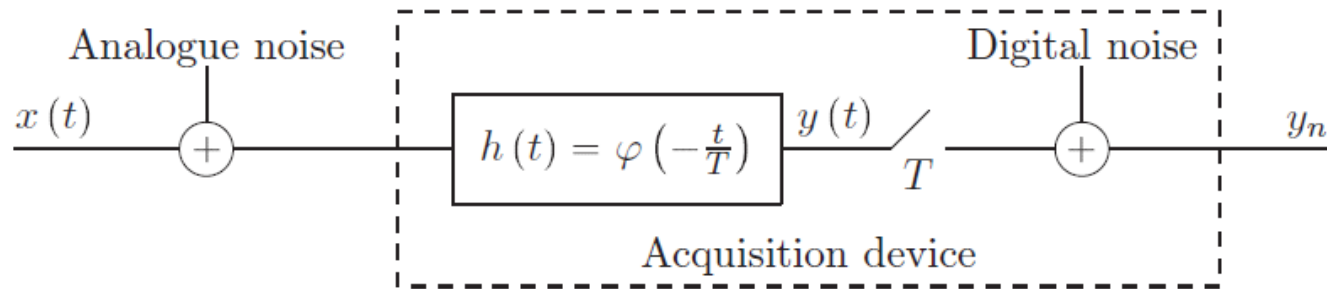 Analogue noise
Digital noise
x (t)
+
h (t) = φ (−t/T)
y (t)
T
+
y_n
Acquisition device